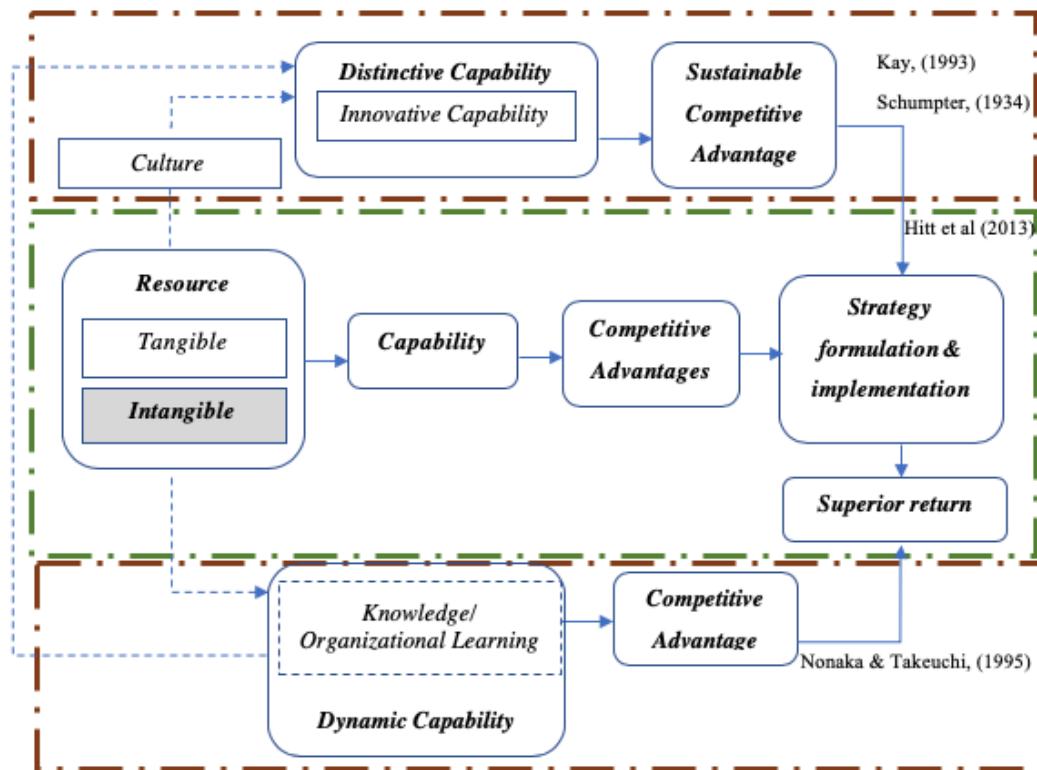 Distinctive Capability
Innovative Capability
Sustainable
Competitive
Advantage
Kay, (1993)
Schumpter, (1934)
Culture
Hitt et al (2013)
Resource
Tangible
Intangible
Capability
Competitive
Advantages
Strategy
formulation &
implementation
Superior return
Knowledge/
Organizational Learning
Dynamic Capability
Competitive
Advantage
Nonaka & Takeuchi, (1995)